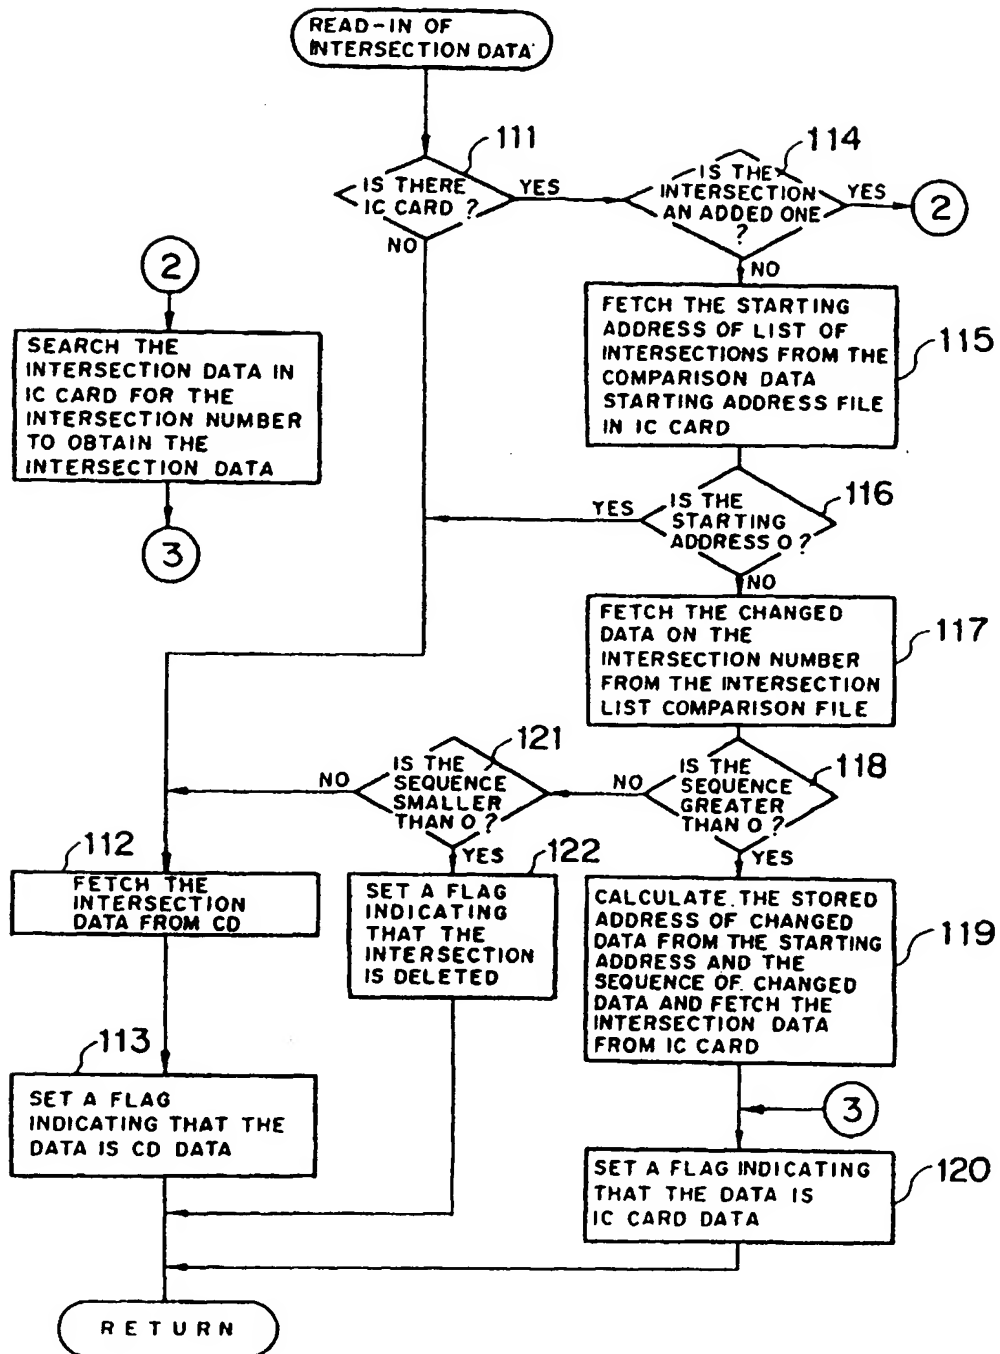 READ-IN OF
INTERSECTION DATA
111
IS THERE
IC CARD ?
YES
NO
114
IS THE
INTERSECTION
AN ADDED ONE
?
YES
2
NO
2
SEARCH THE
INTERSECTION DATA IN
IC CARD FOR THE
INTERSECTION NUMBER
TO OBTAIN THE
INTERSECTION DATA
3
FETCH THE STARTING
ADDRESS OF LIST OF
INTERSECTIONS FROM THE
COMPARISON DATA
STARTING ADDRESS FILE
IN IC CARD
115
116
IS THE
STARTING
ADDRESS 0 ?
YES
NO
FETCH THE CHANGED
DATA ON THE
INTERSECTION NUMBER
FROM THE INTERSECTION
LIST COMPARISON FILE
117
118
IS THE
SEQUENCE
GREATER
THAN 0 ?
NO
YES
121
IS THE
SEQUENCE
SMALLER
THAN 0 ?
NO
YES
112
FETCH THE
INTERSECTION
DATA FROM CD
122
SET A FLAG
INDICATING
THAT THE
INTERSECTION
IS DELETED
CALCULATE THE STORED
ADDRESS OF CHANGED
DATA FROM THE STARTING
ADDRESS AND THE
SEQUENCE OF CHANGED
DATA AND FETCH THE
INTERSECTION DATA
FROM IC CARD
119
113
SET A FLAG
INDICATING THAT THE
DATA IS CD DATA
3
SET A FLAG INDICATING
THAT THE DATA IS
IC CARD DATA
120
RETURN